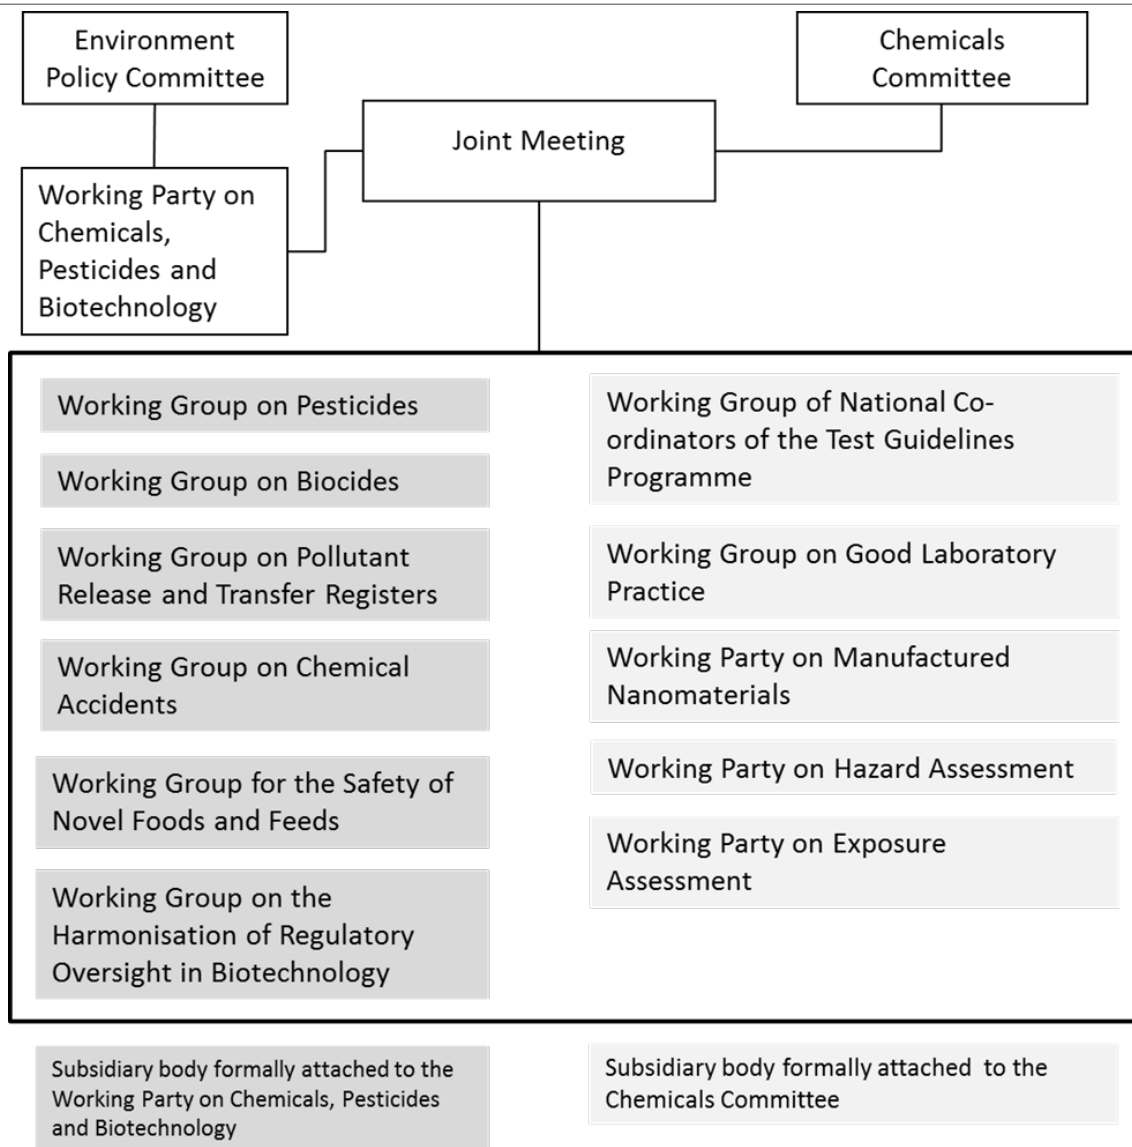 Environment
Policy Committee
Chemicals
Committee
Joint Meeting
Working Party on
Chemicals,
Pesticides and
Biotechnology
Working Group on Pesticides
Working Group on Biocides
Working Group on Pollutant
Release and Transfer Registers
Working Group on Chemical
Accidents
Working Group for the Safety of
Novel Foods and Feeds
Working Group on the
Harmonisation of Regulatory
Oversight in Biotechnology
Working Group of National Co-
ordinators of the Test Guidelines
Programme
Working Group on Good Laboratory
Practice
Working Party on Manufactured
Nanomaterials
Working Party on Hazard Assessment
Working Party on Exposure
Assessment
Subsidiary body formally attached to the
Working Party on Chemicals, Pesticides
and Biotechnology
Subsidiary body formally attached to the
Chemicals Committee